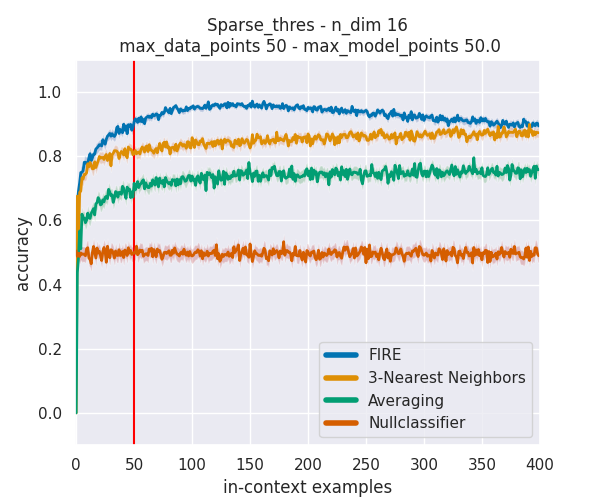 Sparse_thres - n_dim 16
max_data_points 50 - max_model_points 50.0
accuracy
1.0
0.8
0.6
0.4
0.2
0.0
FIRE
3-Nearest Neighbors
Averaging
Nullclassifier
0 50 100 150 200 250 300 350 400
in-context examples